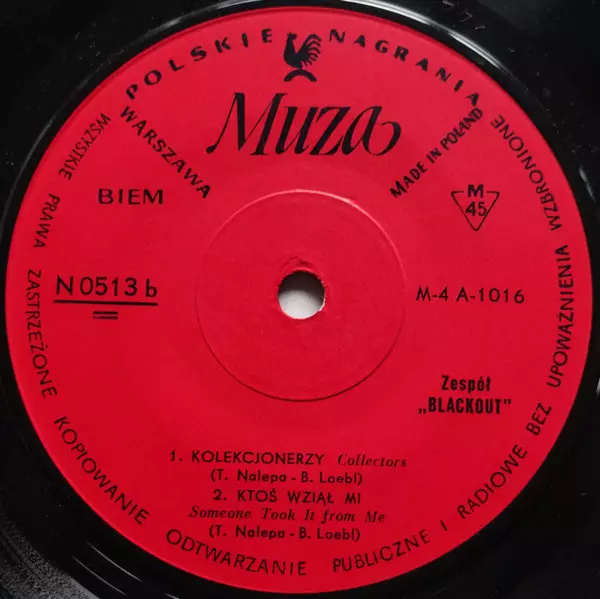 POLSKIE NAGRANIA
WARSZAWA
Muza
MADE IN POLAND
BIEM
M
45
N 0513 b
M-4 A-1016
Zespół
„BLACKOUT"
1. KOLEKCJONERZY Collectors
(T. Nalepa - B. Loebl)
2. KTOŚ WZIĄŁ MI
Someone Took It from Me
(T. Nalepa - B. Loebl)
WSZYSTKIE PRAWA ZASTRZEŻONE KOPIOWANIE ODTWARZANIE PUBLICZNE I RADIOWE BEZ UPOWAŻNIENIA WZBRONIONE